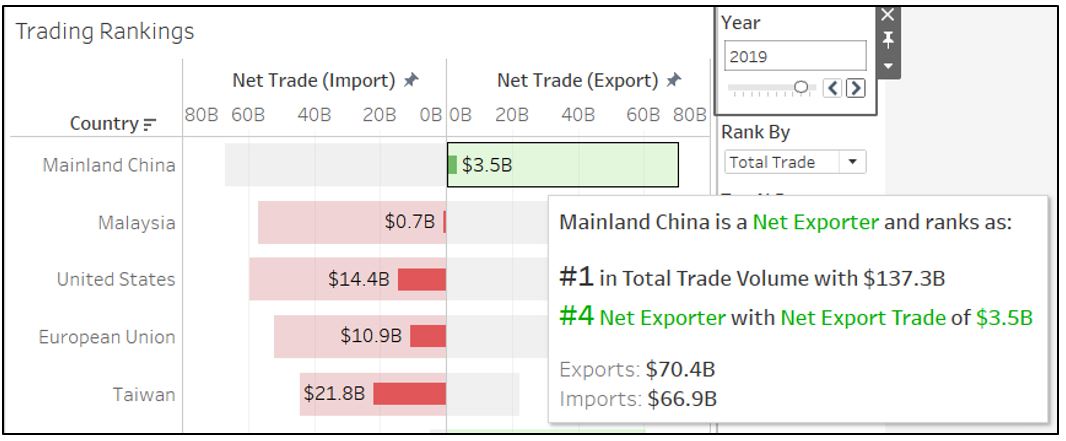 Trading Rankings
Year
2019
Net Trade (Import) Net Trade (Export)
80B 60B 40B 20B 0B 0B 20B 40B 60B 80B
Country
Rank By
Total Trade
Mainland China $3.5B
Malaysia $0.7B
United States $14.4B
European Union $10.9B
Taiwan $21.8B
Mainland China is a Net Exporter and ranks as:
#1 in Total Trade Volume with $137.3B
#4 Net Exporter with Net Export Trade of $3.5B
Exports: $70.4B
Imports: $66.9B